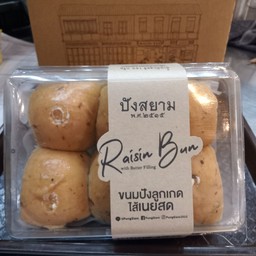 ปังสยาม
พ.ศ.๒๕๖๕
Raisin Bun
with Butter Filling
ขนมปังลูกเกด
ไส้เนยสด